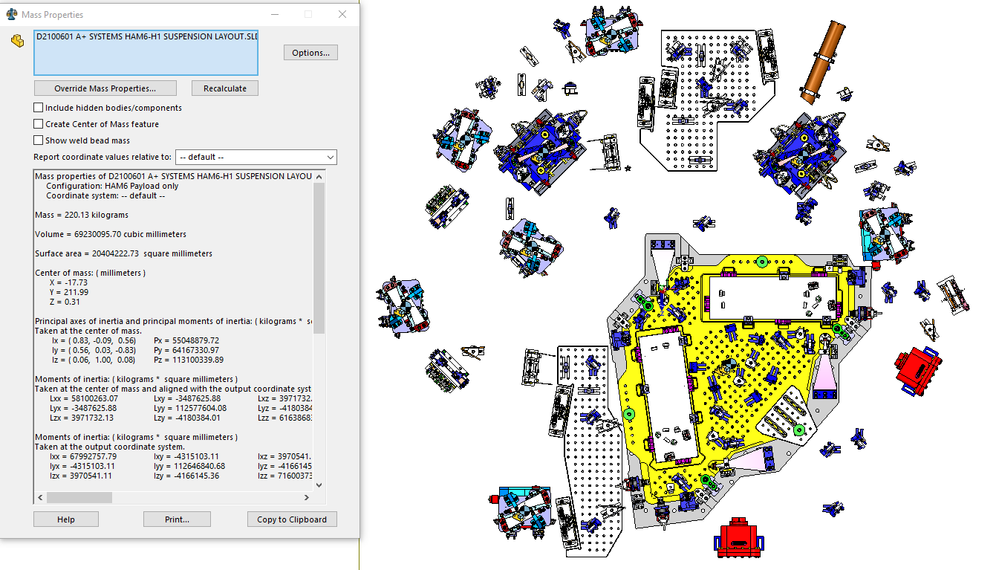 Mass Properties
D2100601 A+ SYSTEMS HAM6-H1 SUSPENSION LAYOUT.SLD
Options...
Override Mass Properties...
Recalculate
Include hidden bodies/components
Create Center of Mass feature
Show weld bead mass
Report coordinate values relative to:
-- default --
Mass properties of D2100601 A+ SYSTEMS HAM6-H1 SUSPENSION LAYOU
Configuration: HAM6 Payload only
Coordinate system: -- default --
Mass = 220.13 kilograms
Volume = 69230095.70 cubic millimeters
Surface area = 20404222.73 square millimeters
Center of mass: ( millimeters )
X = -17.73
Y = 211.99
Z = 0.31
Principal axes of inertia and principal moments of inertia: ( kilograms * sq
Taken at the center of mass.
Ix = ( 0.83, -0.09, 0.56) Px = 55048879.72
Iy = ( 0.56, 0.03, -0.83) Py = 64167330.97
Iz = ( 0.06, 1.00, 0.08) Pz = 113100339.89
Moments of inertia: ( kilograms * square millimeters )
Taken at the center of mass and aligned with the output coordinate syst
Lxx = 58100263.07 Lxy = -3487625.88 Lxz = 3971732.
Lyx = -3487625.88 Lyy = 112577604.08 Lyz = -4180384
Lzx = 3971732.13 Lzy = -4180384.01 Lzz = 61638683
Moments of inertia: ( kilograms * square millimeters )
Taken at the output coordinate system.
Ixx = 67992757.79 Ixy = -4315103.11 Ixz = 3970541.
Iyx = -4315103.11 Iyy = 112646840.68 Iyz = -4166145
Izx = 3970541.11 Izy = -4166145.36 Izz = 71600373
Help
Print...
Copy to Clipboard